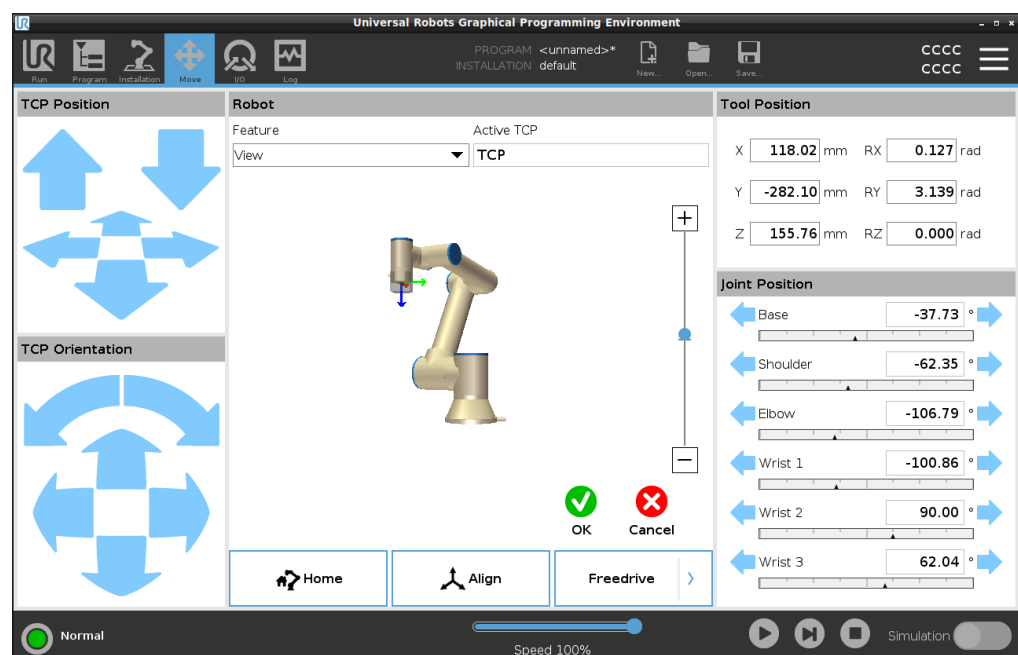 Universal Robots Graphical Programming Environment
UR
Run
Program
Installation
Move
I/O
Log
PROGRAM <unnamed>*
INSTALLATION default
New...
Open...
Save...
CCCC
CCCC
TCP Position
TCP Orientation
Robot
Feature
Active TCP
View
TCP
OK
Cancel
Home
Align
Freedrive
Tool Position
X 118.02 mm RX 0.127 rad
Y -282.10 mm RY 3.139 rad
Z 155.76 mm RZ 0.000 rad
Joint Position
Base -37.73 °
Shoulder -62.35 °
Elbow -106.79 °
Wrist 1 -100.86 °
Wrist 2 90.00 °
Wrist 3 62.04 °
Normal
Speed 100%
Simulation